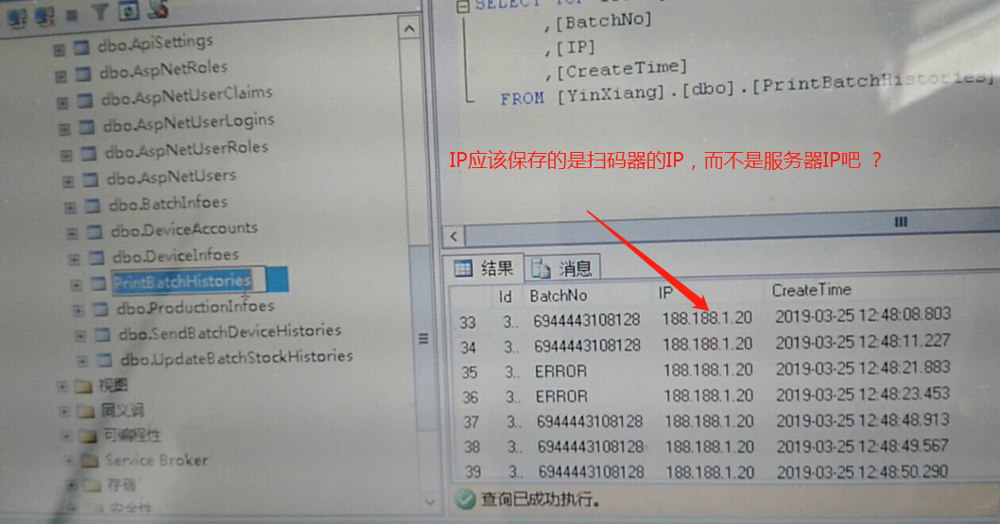 dbo.ApiSettings
dbo.AspNetRoles
dbo.AspNetUserClaims
dbo.AspNetUserLogins
dbo.AspNetUserRoles
dbo.AspNetUsers
dbo.BatchInfoes
dbo.DeviceAccounts
dbo.DeviceInfoes
PrintBatchHistories
dbo.ProductionInfoes
dbo.SendBatchDeviceHistories
dbo.UpdateBatchStockHistories
视图
同义词
可编程性
Service Broker
存储
安全性
SELECT TOP
,[BatchNo]
,[IP]
,[CreateTime]
FROM [YinXiang].[dbo].[PrintBatchHistories]
IP应该保存的是扫码器的IP，而不是服务器IP吧 ？
结果 消息
Id BatchNo IP CreateTime
33 3.. 6944443108128 188.188.1.20 2019-03-25 12:48:08.803
34 3.. 6944443108128 188.188.1.20 2019-03-25 12:48:11.227
35 3.. ERROR 188.188.1.20 2019-03-25 12:48:21.883
36 3.. ERROR 188.188.1.20 2019-03-25 12:48:23.453
37 3.. 6944443108128 188.188.1.20 2019-03-25 12:48:48.913
38 3.. 6944443108128 188.188.1.20 2019-03-25 12:48:49.567
39 3.. 6944443108128 188.188.1.20 2019-03-25 12:48:50.290
查询已成功执行。